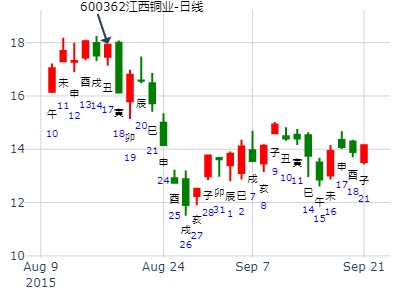 600362江西铜业-日线
18
16
14
12
10
午 未 申 酉 戌 丑 寅 卯 辰 巳 申 酉 戌 亥 子 卯 辰 巳 戌 亥 子 丑 寅 巳 午 未 申 酉 子
10 11 12 13 14 17 18 19 20 21 24 25 26 27 28 31 1 2 7 8 9 10 11 14 15 16 17 18 21
Aug 9 Aug 24 Sep 7 Sep 21
2015